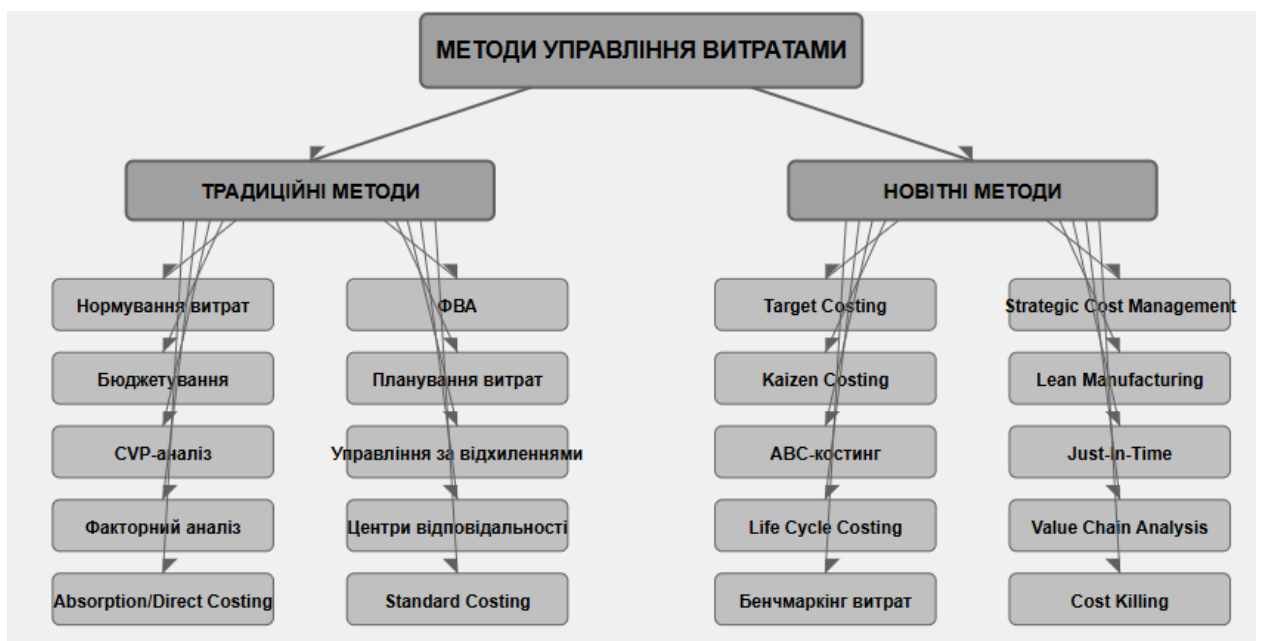 МЕТОДИ УПРАВЛІННЯ ВИТРАТАМИ
ТРАДИЦІЙНІ МЕТОДИ
НОВІТНІ МЕТОДИ
Нормування витрат
ФВА
Target Costing
Strategic Cost Management
Бюджетування
Планування витрат
Kaizen Costing
Lean Manufacturing
CVP-аналіз
Управління за відхиленнями
ABC-костинг
Just-In-Time
Факторний аналіз
Центри відповідальності
Life Cycle Costing
Value Chain Analysis
Absorption/Direct Costing
Standard Costing
Бенчмаркінг витрат
Cost Killing